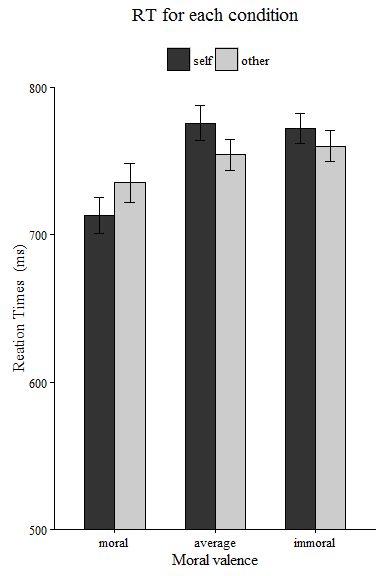 RT for each condition
self other
800
700
600
500
Reation Times (ms)
moral average immoral
Moral valence